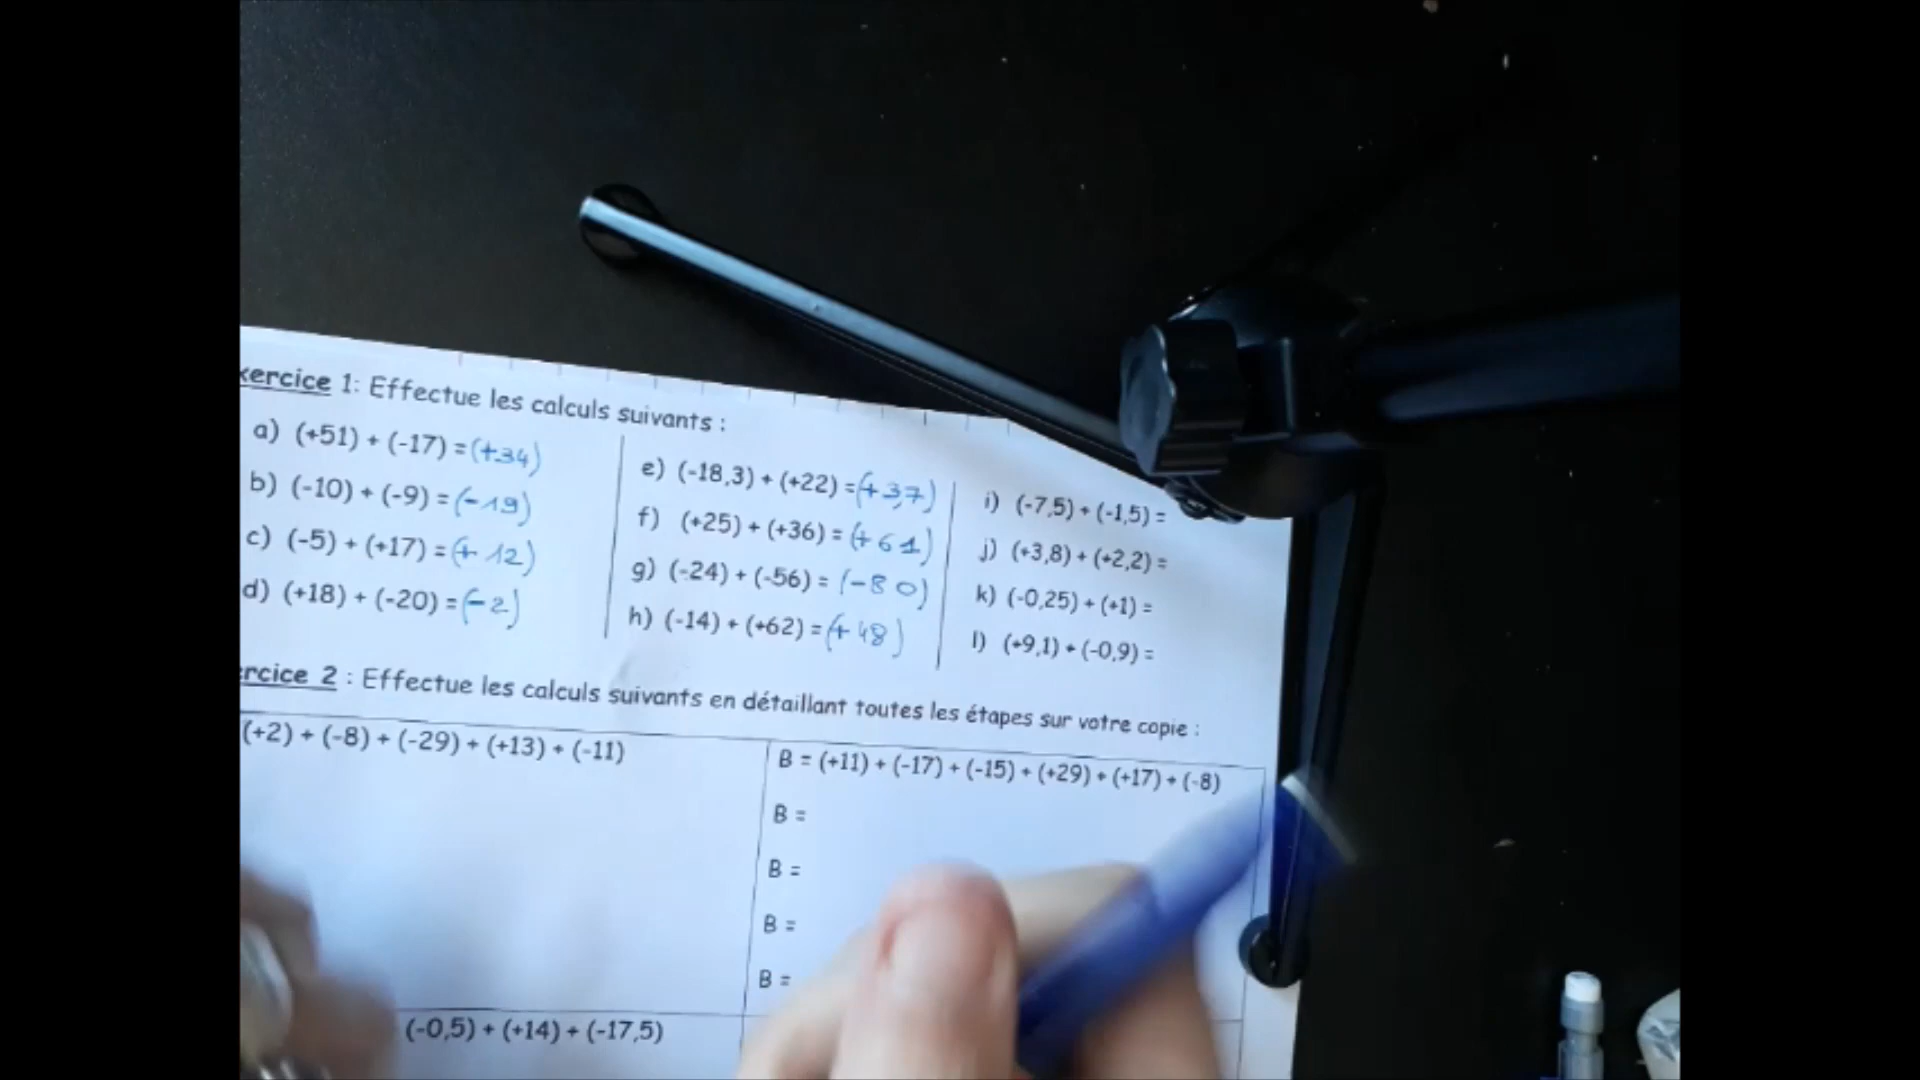 xercice 1: Effectue les calculs suivants :
a) (+51) + (-17) = (+34)
b) (-10) + (-9) = (-19)
c) (-5) + (+17) = (+12)
d) (+18) + (-20) = (-2)
e) (-18,3) + (+22) = (+3,7)
f) (+25) + (+36) = (+61)
g) (-24) + (-56) = (-80)
h) (-14) + (+62) = (+48)
i) (-7,5) + (-1,5) =
j) (+3,8) + (+2,2) =
k) (-0,25) + (+1) =
l) (+9,1) + (-0,9) =
ercice 2 : Effectue les calculs suivants en détaillant toutes les étapes sur votre copie :
(+2) + (-8) + (-29) + (+13) + (-11)
B = (+11) + (-17) + (-15) + (+29) + (+17) + (-8)
B =
B =
B =
B =
(-0,5) + (+14) + (-17,5)